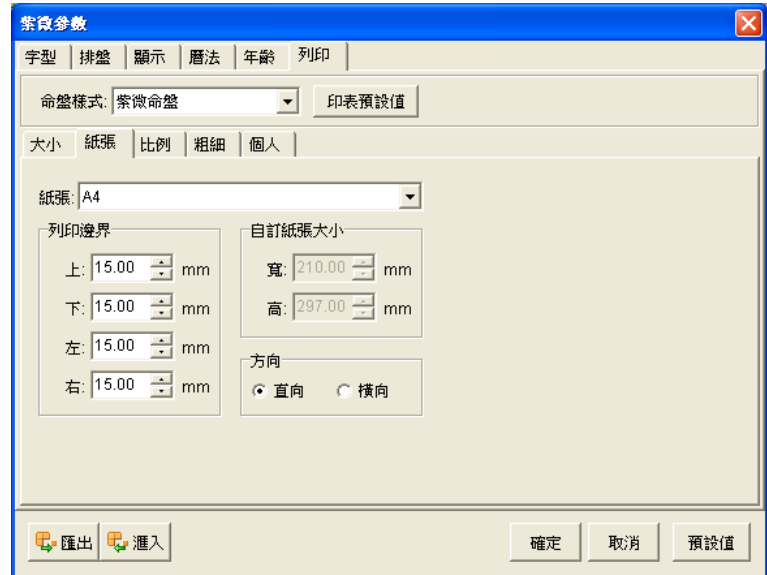 紫微參數
字型 排盤 顯示 曆法 年齡 列印
命盤樣式: 紫微命盤 印表預設值
大小 紙張 比例 粗細 個人
紙張: A4
列印邊界 自訂紙張大小
上: 15.00 mm 寬: 210.00 mm
下: 15.00 mm 高: 297.00 mm
左: 15.00 mm 方向
右: 15.00 mm 直向 橫向
匯出 滙入 確定 取消 預設值